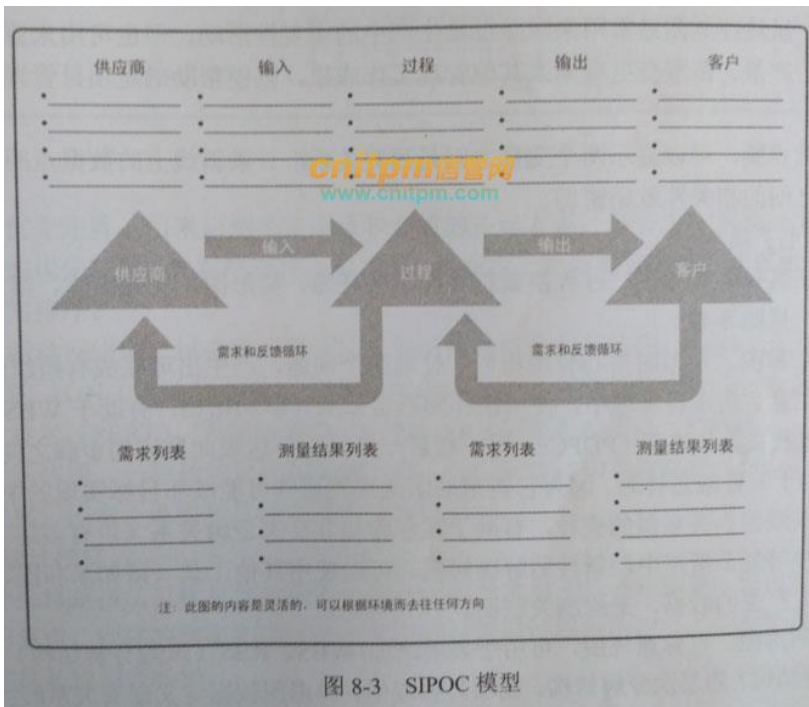 供应商 输入 过程 输出 客户
cnitpm信管网
www.cnitpm.com
输入 输出
供应商 过程 客户
需求和反馈循环 需求和反馈循环
需求列表 测量结果列表 需求列表 测量结果列表
注：此图的内容是灵活的，可以根据环境而去往任何方向
图 8-3 SIPOC 模型